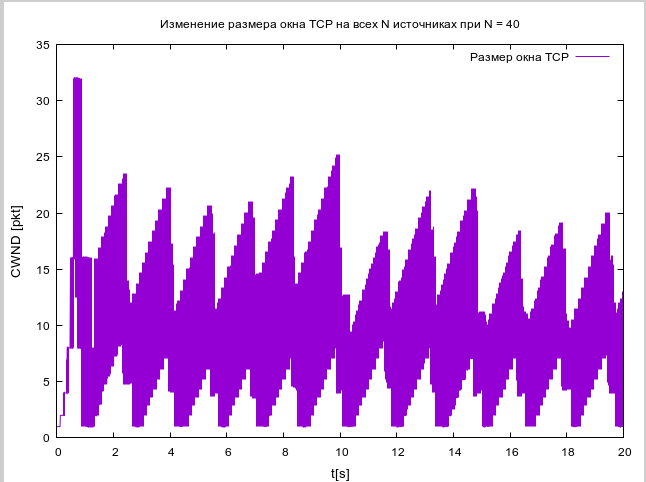 Изменение размера окна TCP на всех N источниках при N = 40
Размер окна TCP
CWND [pkt]
35
30
25
20
15
10
5
0
0 2 4 6 8 10 12 14 16 18 20
t[s]